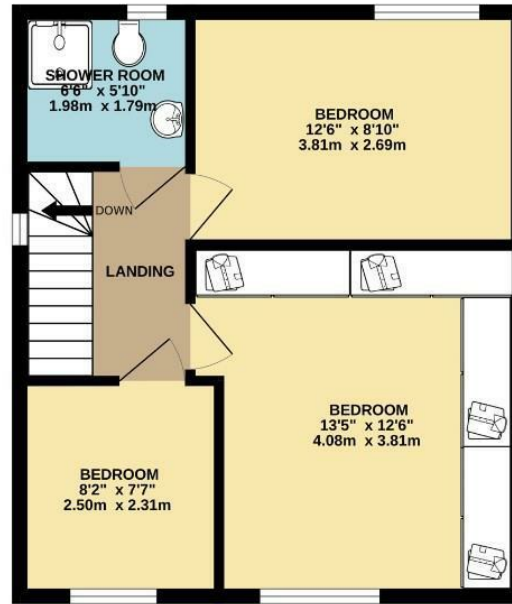 SHOWER ROOM
6'6" x 5'10"
1.98m x 1.79m
BEDROOM
12'6" x 8'10"
3.81m x 2.69m
DOWN
LANDING
BEDROOM
13'5" x 12'6"
4.08m x 3.81m
BEDROOM
8'2" x 7'7"
2.50m x 2.31m